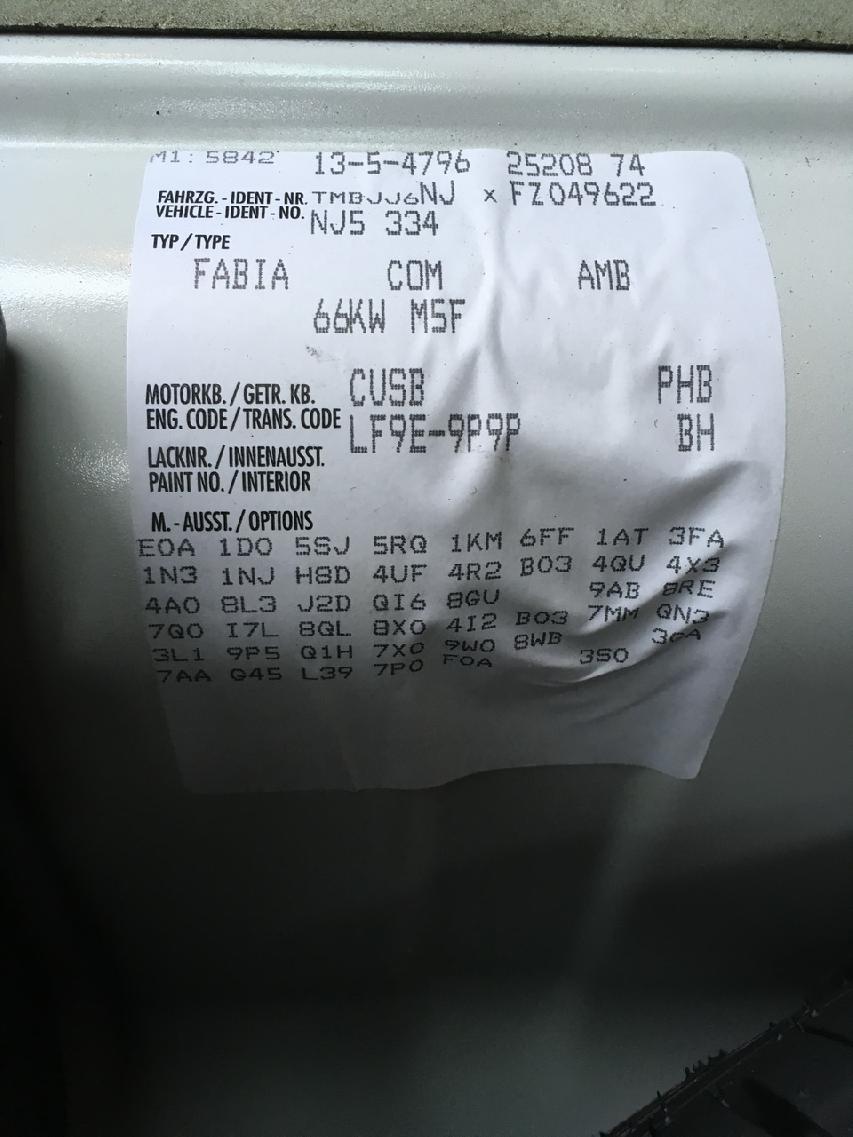 M1: 5842 13-5-4796 25208 74
FAHRZG. - IDENT - NR. TMBJJ6NJ x FZ049622
VEHICLE - IDENT - NO. NJ5 334
TYP / TYPE
FABIA COM AMB
66KW M5F
MOTORKB. / GETR. KB. CUSB PHB
ENG. CODE / TRANS. CODE LF9E-9P9P BH
LACKNR. / INNENAUSST.
PAINT NO. / INTERIOR
M. - AUSST. / OPTIONS
E0A 1D0 5SJ 5RQ 1KM 6FF 1AT 3FA
1N3 1NJ H8D 4UF 4R2 B03 4QU 4X3
4A0 8L3 J2D QI6 8GU 9AB 8RE
7Q0 I7L 8QL 8X0 4I2 B03 7MM QN3
3L1 9P5 Q1H 7X0 9W0 8WB
7AA G45 L39 7P0 F0A 3S0